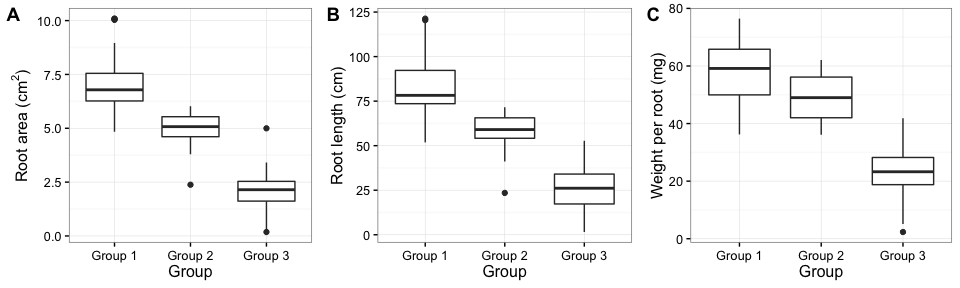 A
Root area (cm2)
10.0
7.5
5.0
2.5
0.0
Group 1 Group 2 Group 3
Group
B
Root length (cm)
125
100
75
50
25
0
Group 1 Group 2 Group 3
Group
C
Weight per root (mg)
80
60
40
20
0
Group 1 Group 2 Group 3
Group